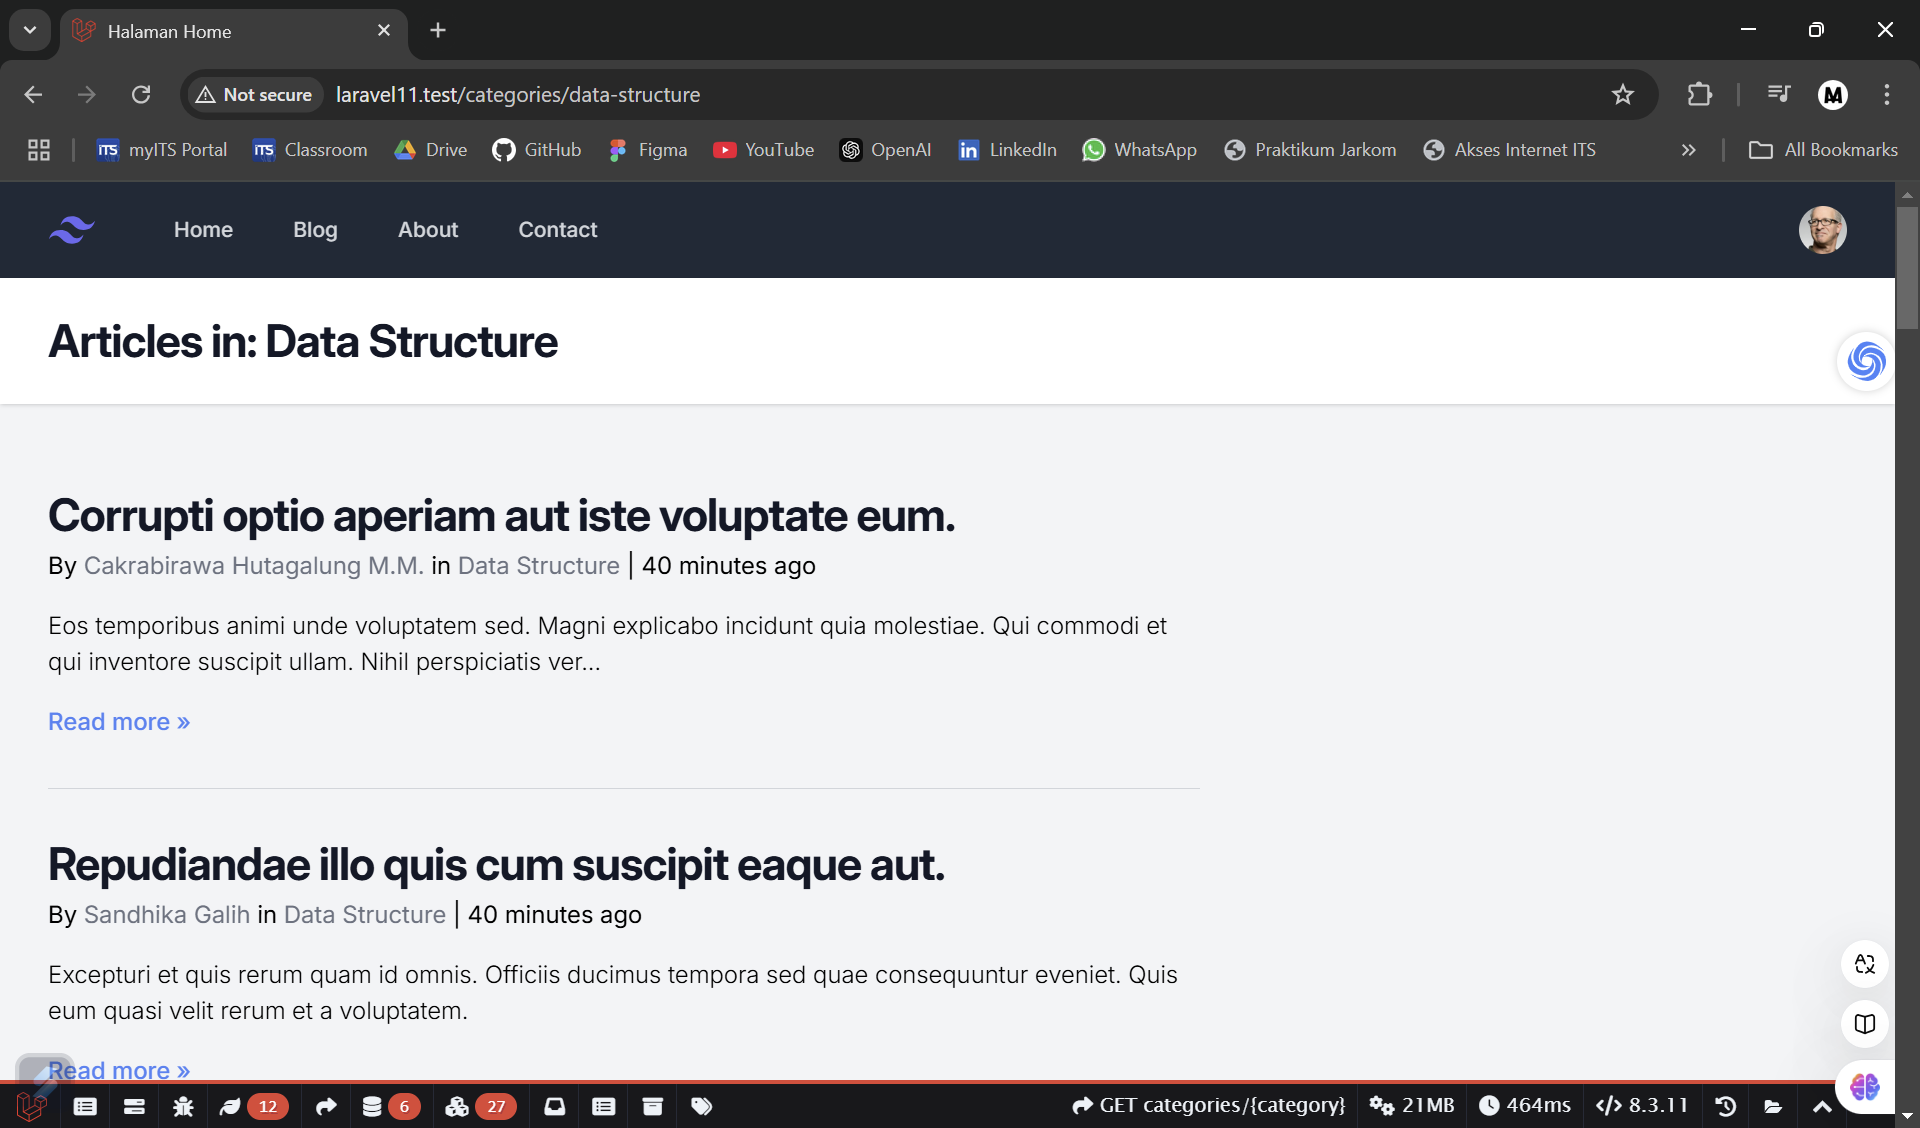 Halaman Home
Not secure laravel11.test/categories/data-structure
ITS myITS Portal ITS Classroom Drive GitHub Figma YouTube OpenAI in LinkedIn WhatsApp Praktikum Jarkom Akses Internet ITS » All Bookmarks
Home Blog About Contact
Articles in: Data Structure
Corrupti optio aperiam aut iste voluptate eum.
By Cakrabirawa Hutagalung M.M. in Data Structure | 40 minutes ago
Eos temporibus animi unde voluptatem sed. Magni explicabo incidunt quia molestiae. Qui commodi et
qui inventore suscipit ullam. Nihil perspiciatis ver...
Read more »
Repudiandae illo quis cum suscipit eaque aut.
By Sandhika Galih in Data Structure | 40 minutes ago
Excepturi et quis rerum quam id omnis. Officiis ducimus tempora sed quae consequuntur eveniet. Quis
eum quasi velit rerum et a voluptatem.
Read more »
12 6 27 GET categories/{category} 21MB 464ms </> 8.3.11